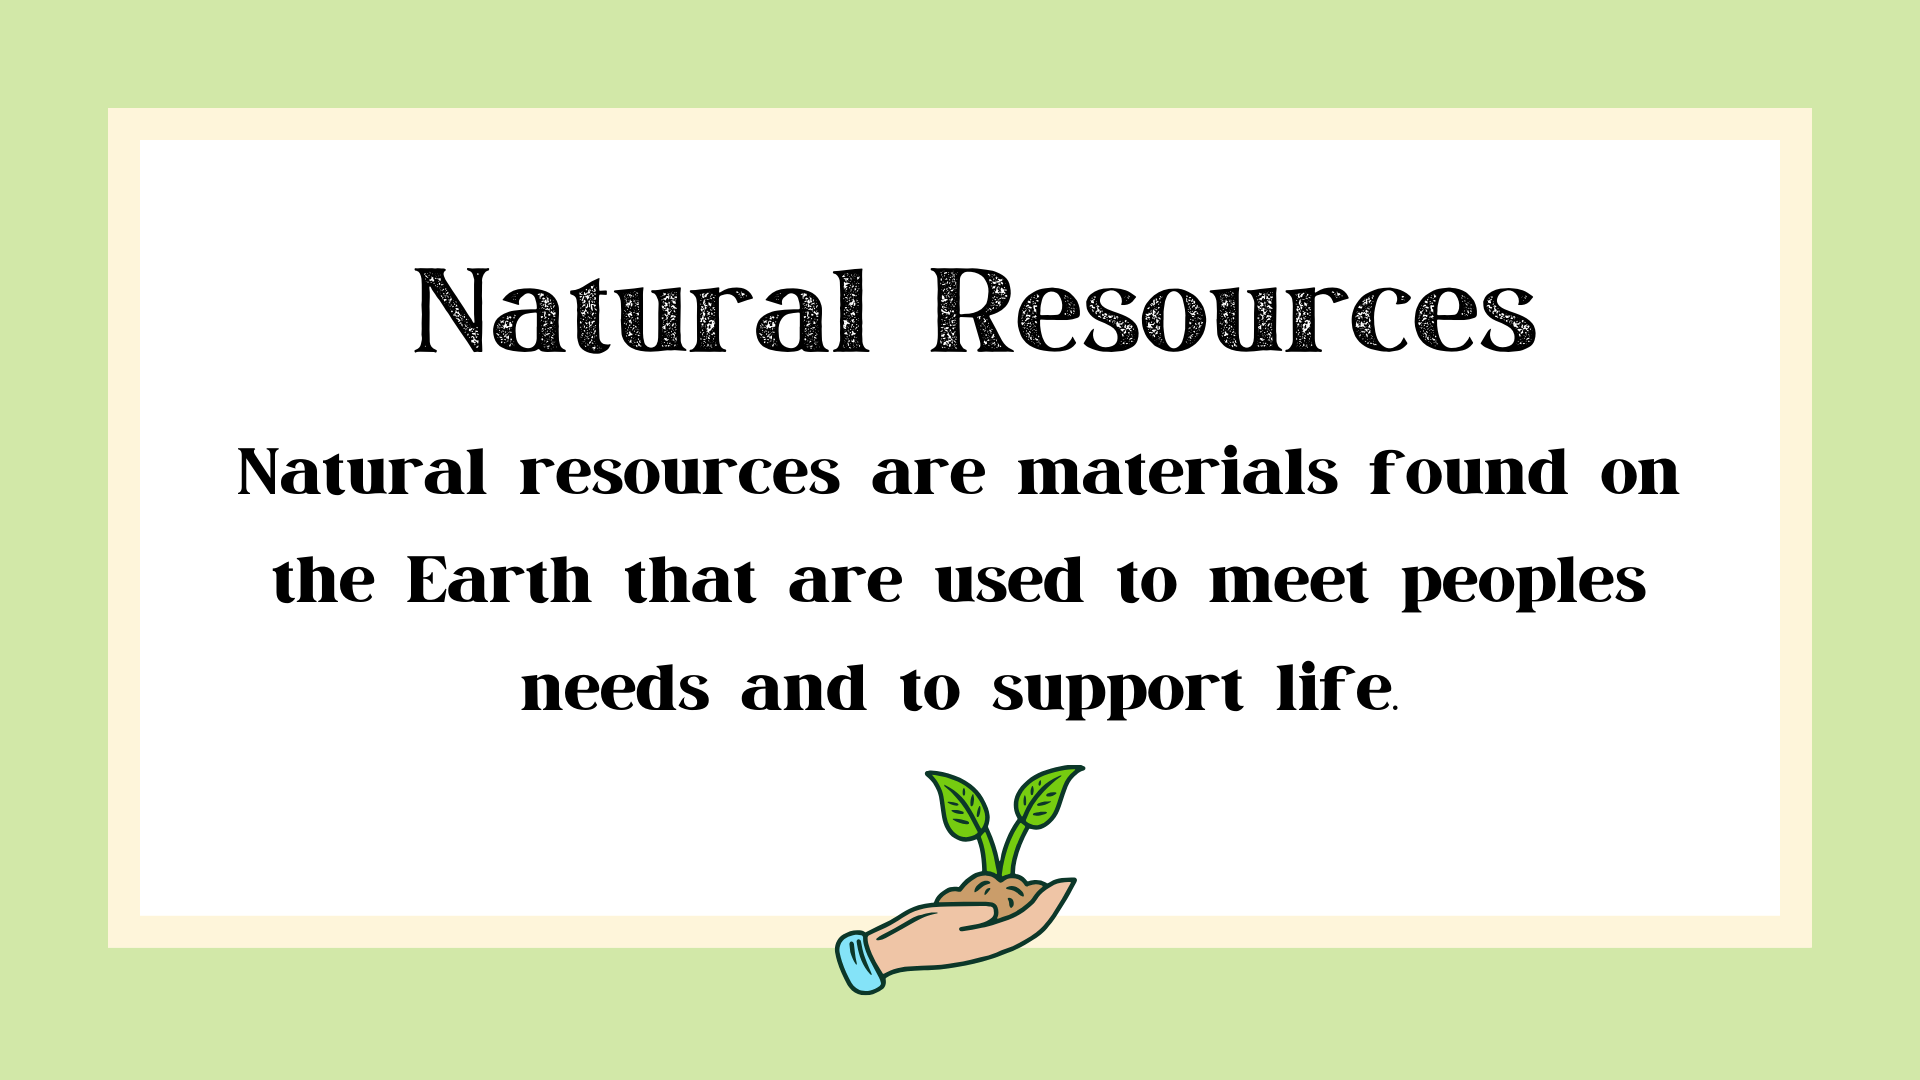 Natural Resources
Natural resources are materials found on
the Earth that are used to meet peoples
needs and to support life.